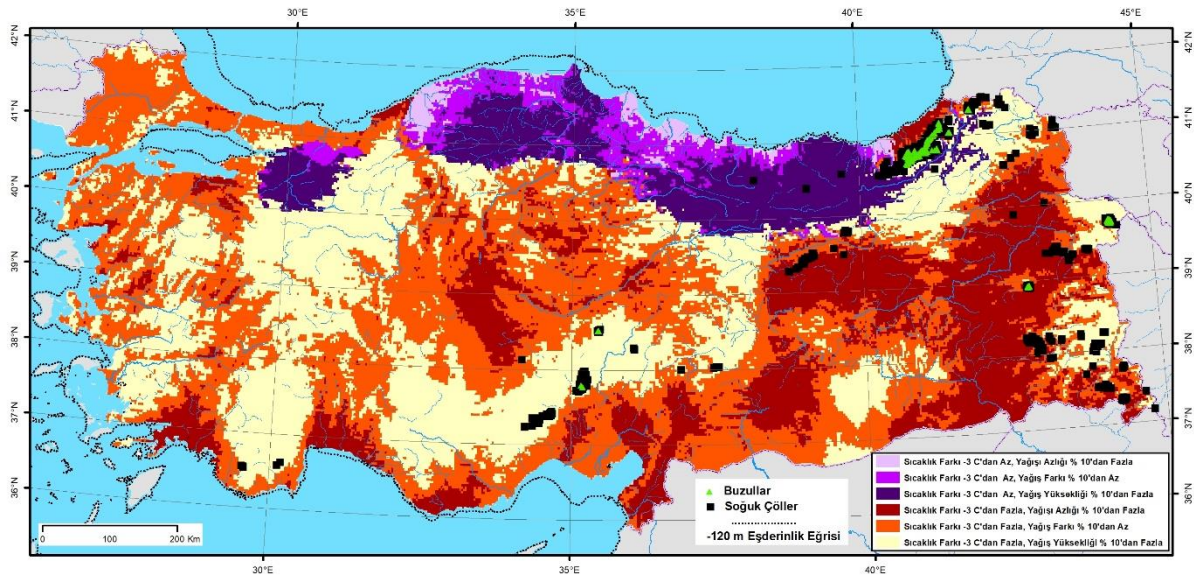 30°E 35°E 40°E 45°E
42°N 42°N
41°N 41°N
40°N 40°N
39°N 39°N
38°N 38°N
37°N 37°N
36°N 36°N
Buzullar
Soğuk Çöller
-120 m Eşderinlik Eğrisi
Sıcaklık Farkı -3 C'dan Az, Yağışı Azlığı % 10'dan Fazla
Sıcaklık Farkı -3 C'dan Az, Yağış Farkı % 10'dan Az
Sıcaklık Farkı -3 C'dan Az, Yağış Yüksekliği % 10'dan Fazla
Sıcaklık Farkı -3 C'dan Fazla, Yağışı Azlığı % 10'dan Fazla
Sıcaklık Farkı -3 C'dan Fazla, Yağış Farkı % 10'dan Az
Sıcaklık Farkı -3 C'dan Fazla, Yağış Yüksekliği % 10'dan Fazla
0 100 200 Km
30°E 35°E 40°E